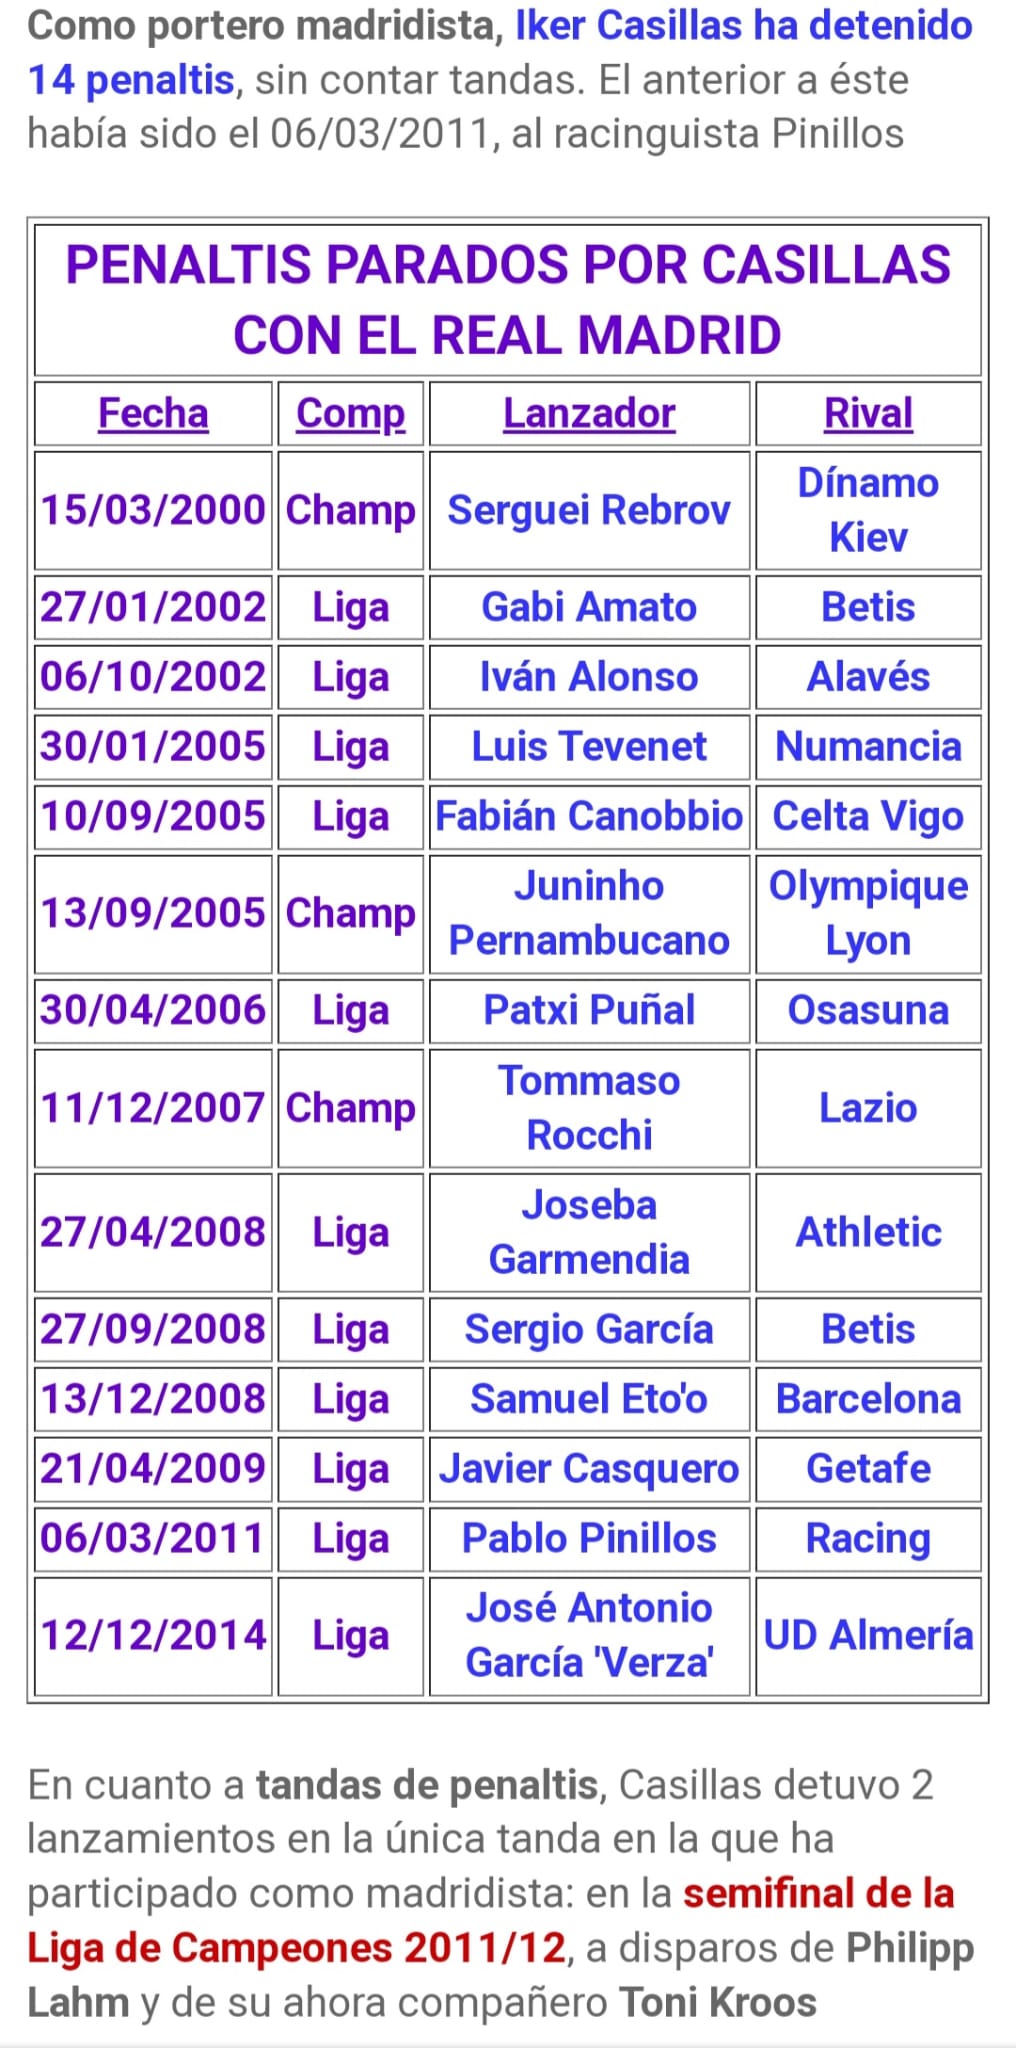 Como portero madridista, Iker Casillas ha detenido
14 penaltis, sin contar tandas. El anterior a éste
había sido el 06/03/2011, al racinguista Pinillos
PENALTIS PARADOS POR CASILLAS
CON EL REAL MADRID
Fecha Comp Lanzador Rival
15/03/2000 Champ Serguei Rebrov Dínamo
Kiev
27/01/2002 Liga Gabi Amato Betis
06/10/2002 Liga Iván Alonso Alavés
30/01/2005 Liga Luis Tevenet Numancia
10/09/2005 Liga Fabián Canobbio Celta Vigo
13/09/2005 Champ Juninho
Pernambucano Olympique
Lyon
30/04/2006 Liga Patxi Puñal Osasuna
11/12/2007 Champ Tommaso
Rocchi Lazio
27/04/2008 Liga Joseba
Garmendia Athletic
27/09/2008 Liga Sergio García Betis
13/12/2008 Liga Samuel Eto'o Barcelona
21/04/2009 Liga Javier Casquero Getafe
06/03/2011 Liga Pablo Pinillos Racing
12/12/2014 Liga José Antonio
García 'Verza' UD Almería
En cuanto a tandas de penaltis, Casillas detuvo 2
lanzamientos en la única tanda en la que ha
participado como madridista: en la semifinal de la
Liga de Campeones 2011/12, a disparos de Philipp
Lahm y de su ahora compañero Toni Kroos